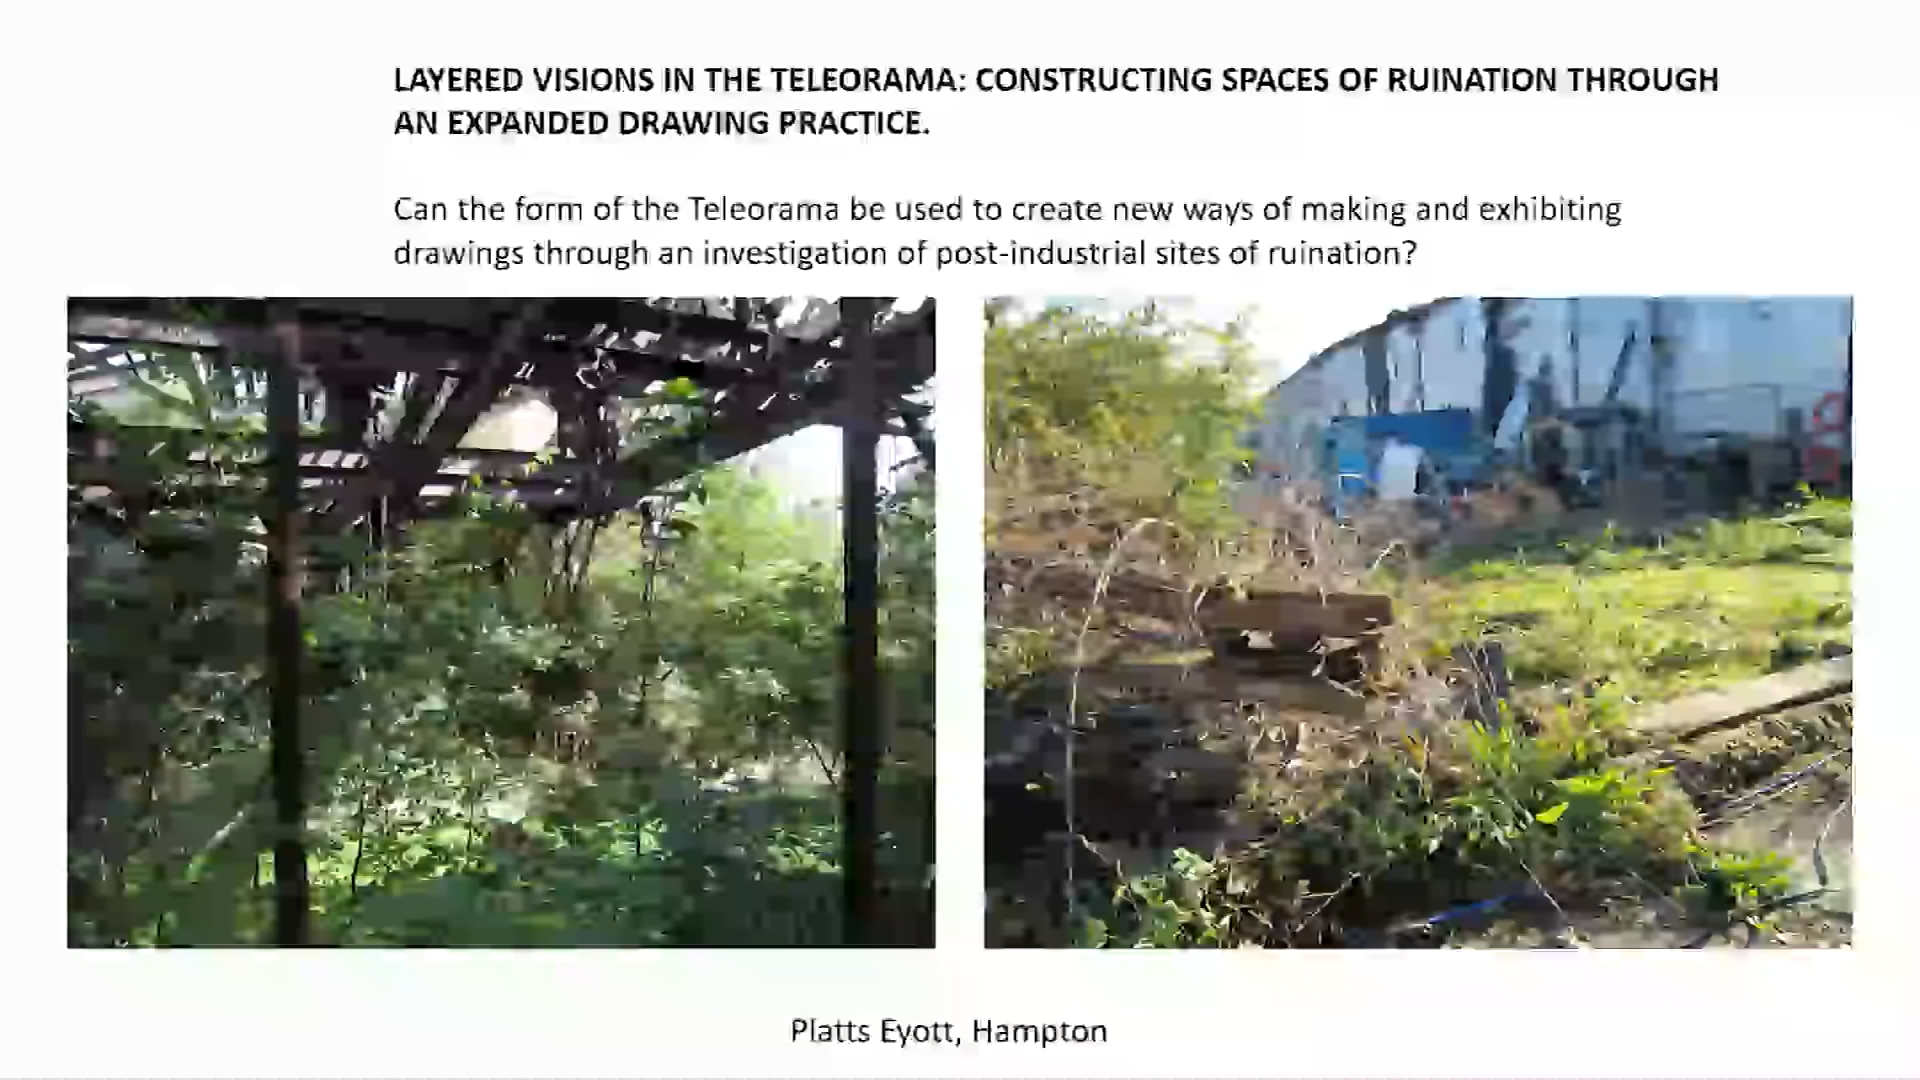 LAYERED VISIONS IN THE TELEORAMA: CONSTRUCTING SPACES OF RUINATION THROUGH
AN EXPANDED DRAWING PRACTICE.
Can the form of the Teleorama be used to create new ways of making and exhibiting
drawings through an investigation of post-industrial sites of ruination?
Platts Eyott, Hampton